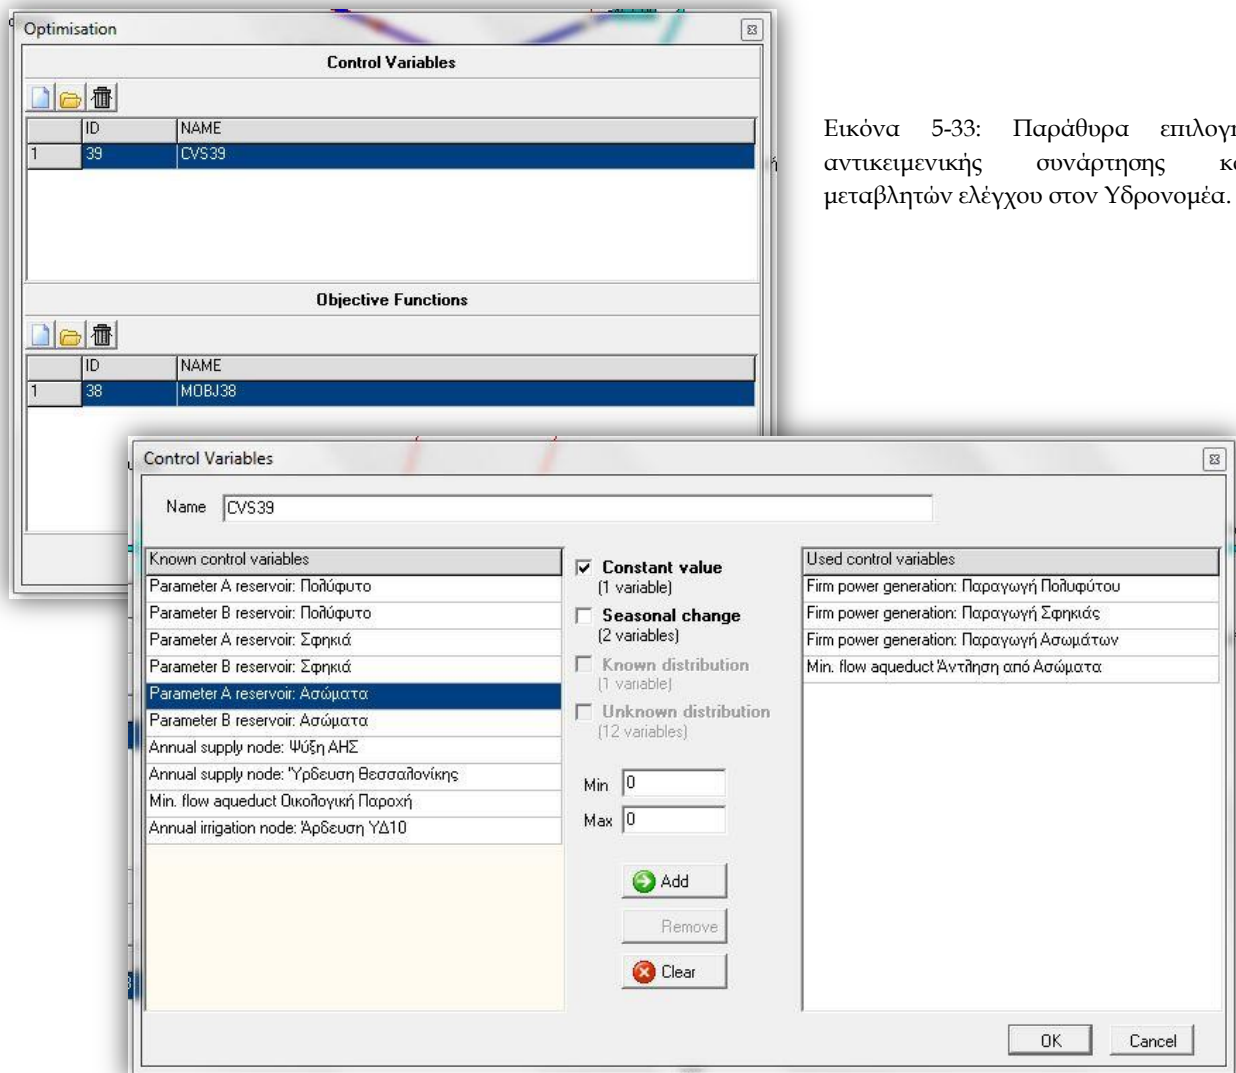 Optimisation
Control Variables
ID NAME
1 39 CVS39
Objective Functions
ID NAME
1 38 MOBJ38
Εικόνα 5-33: Παράθυρα
αντικειμενικής συνάρτησης
μεταβλητών ελέγχου στον Υδρονομέα.
Control Variables
Name CVS39
Known control variables
Parameter A reservoir: Πολύφυτο
Parameter B reservoir: Πολύφυτο
Parameter A reservoir: Σφηκιά
Parameter B reservoir: Σφηκιά
Parameter A reservoir: Ασώματα
Parameter B reservoir: Ασώματα
Annual supply node: Ψύξη ΑΗΣ
Annual supply node: Ύρδευση Θεσσαλονίκης
Min. flow aqueduct Οικολογική Παροχή
Annual irrigation node: Άρδευση ΥΔ10
Constant value
(1 variable)
Seasonal change
(2 variables)
Known distribution
(1 variable)
Unknown distribution
(12 variables)
Min 0
Max 0
Add
Remove
Clear
Used control variables
Firm power generation: Παραγωγή Πολυφύτου
Firm power generation: Παραγωγή Σφηκιάς
Firm power generation: Παραγωγή Ασωμάτων
Min. flow aqueduct Άντληση από Ασώματα
OK Cancel